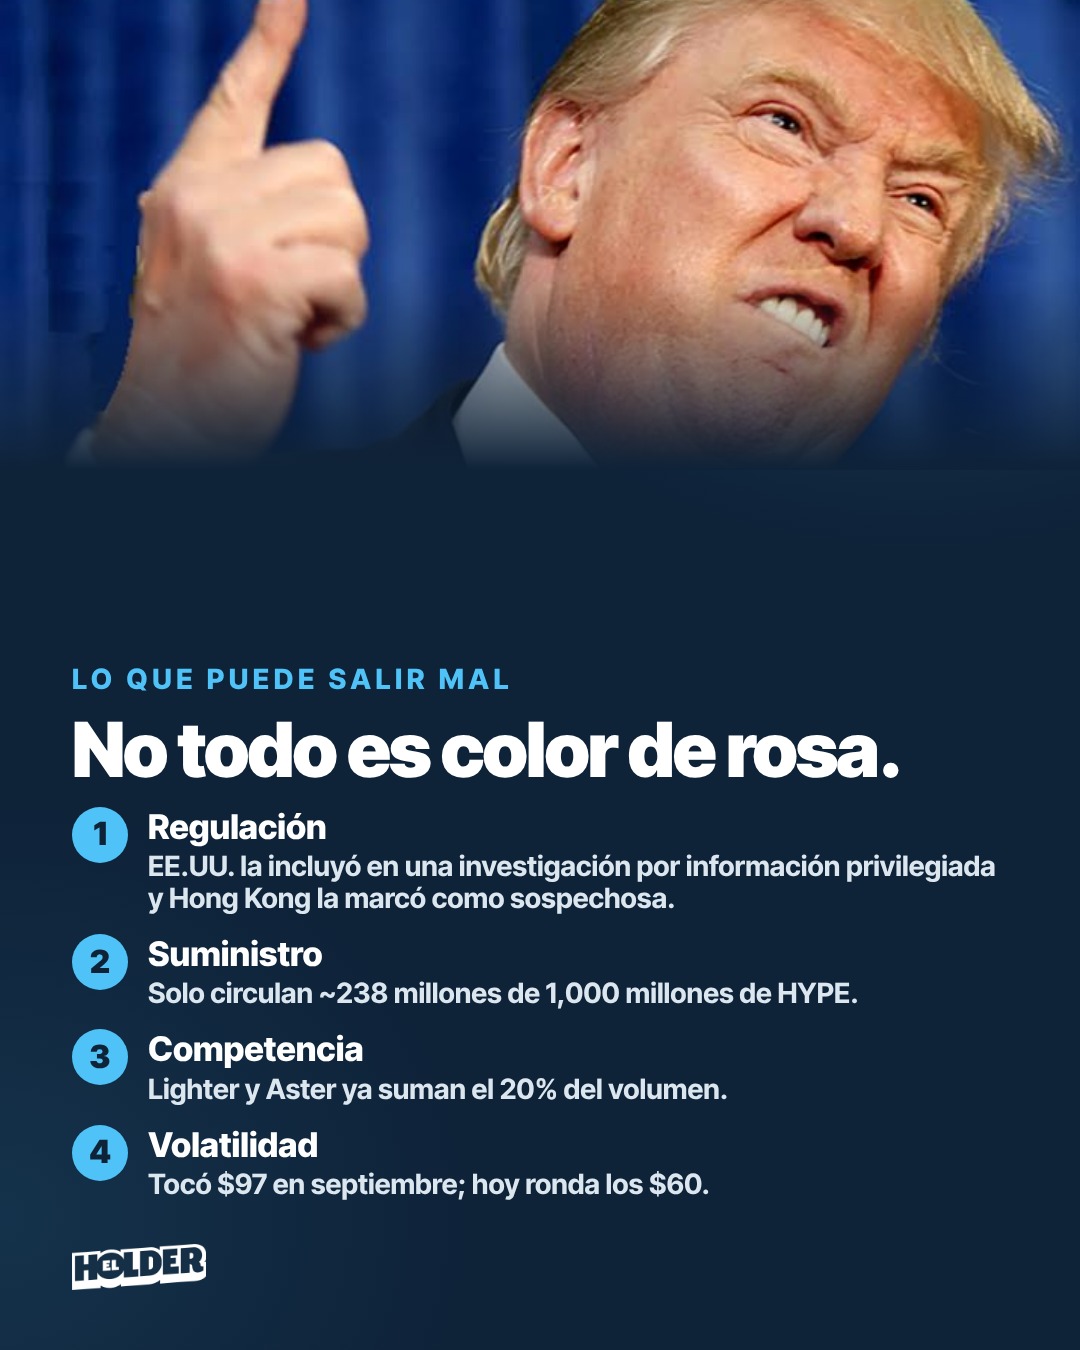 LO QUE PUEDE SALIR MAL
No todo es color de rosa.
1 Regulación
EE.UU. la incluyó en una investigación por información privilegiada
y Hong Kong la marcó como sospechosa.
2 Suministro
Solo circulan ~238 millones de 1,000 millones de HYPE.
3 Competencia
Lighter y Aster ya suman el 20% del volumen.
4 Volatilidad
Tocó $97 en septiembre; hoy ronda los $60.
EL HOLDER